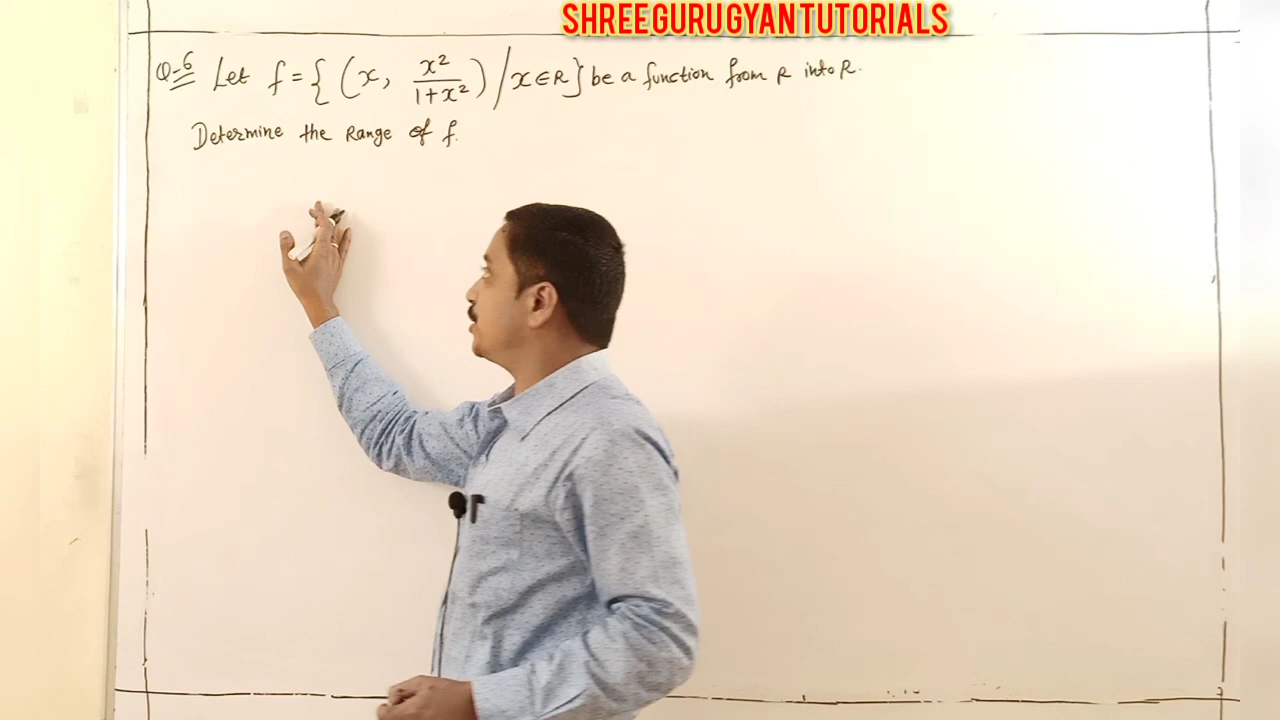 SHREE GURU GYAN TUTORIALS
Q-6 Let f = { (x, x²/1+x²) / x ∈ R } be a function from R into R.
Determine the Range of f.